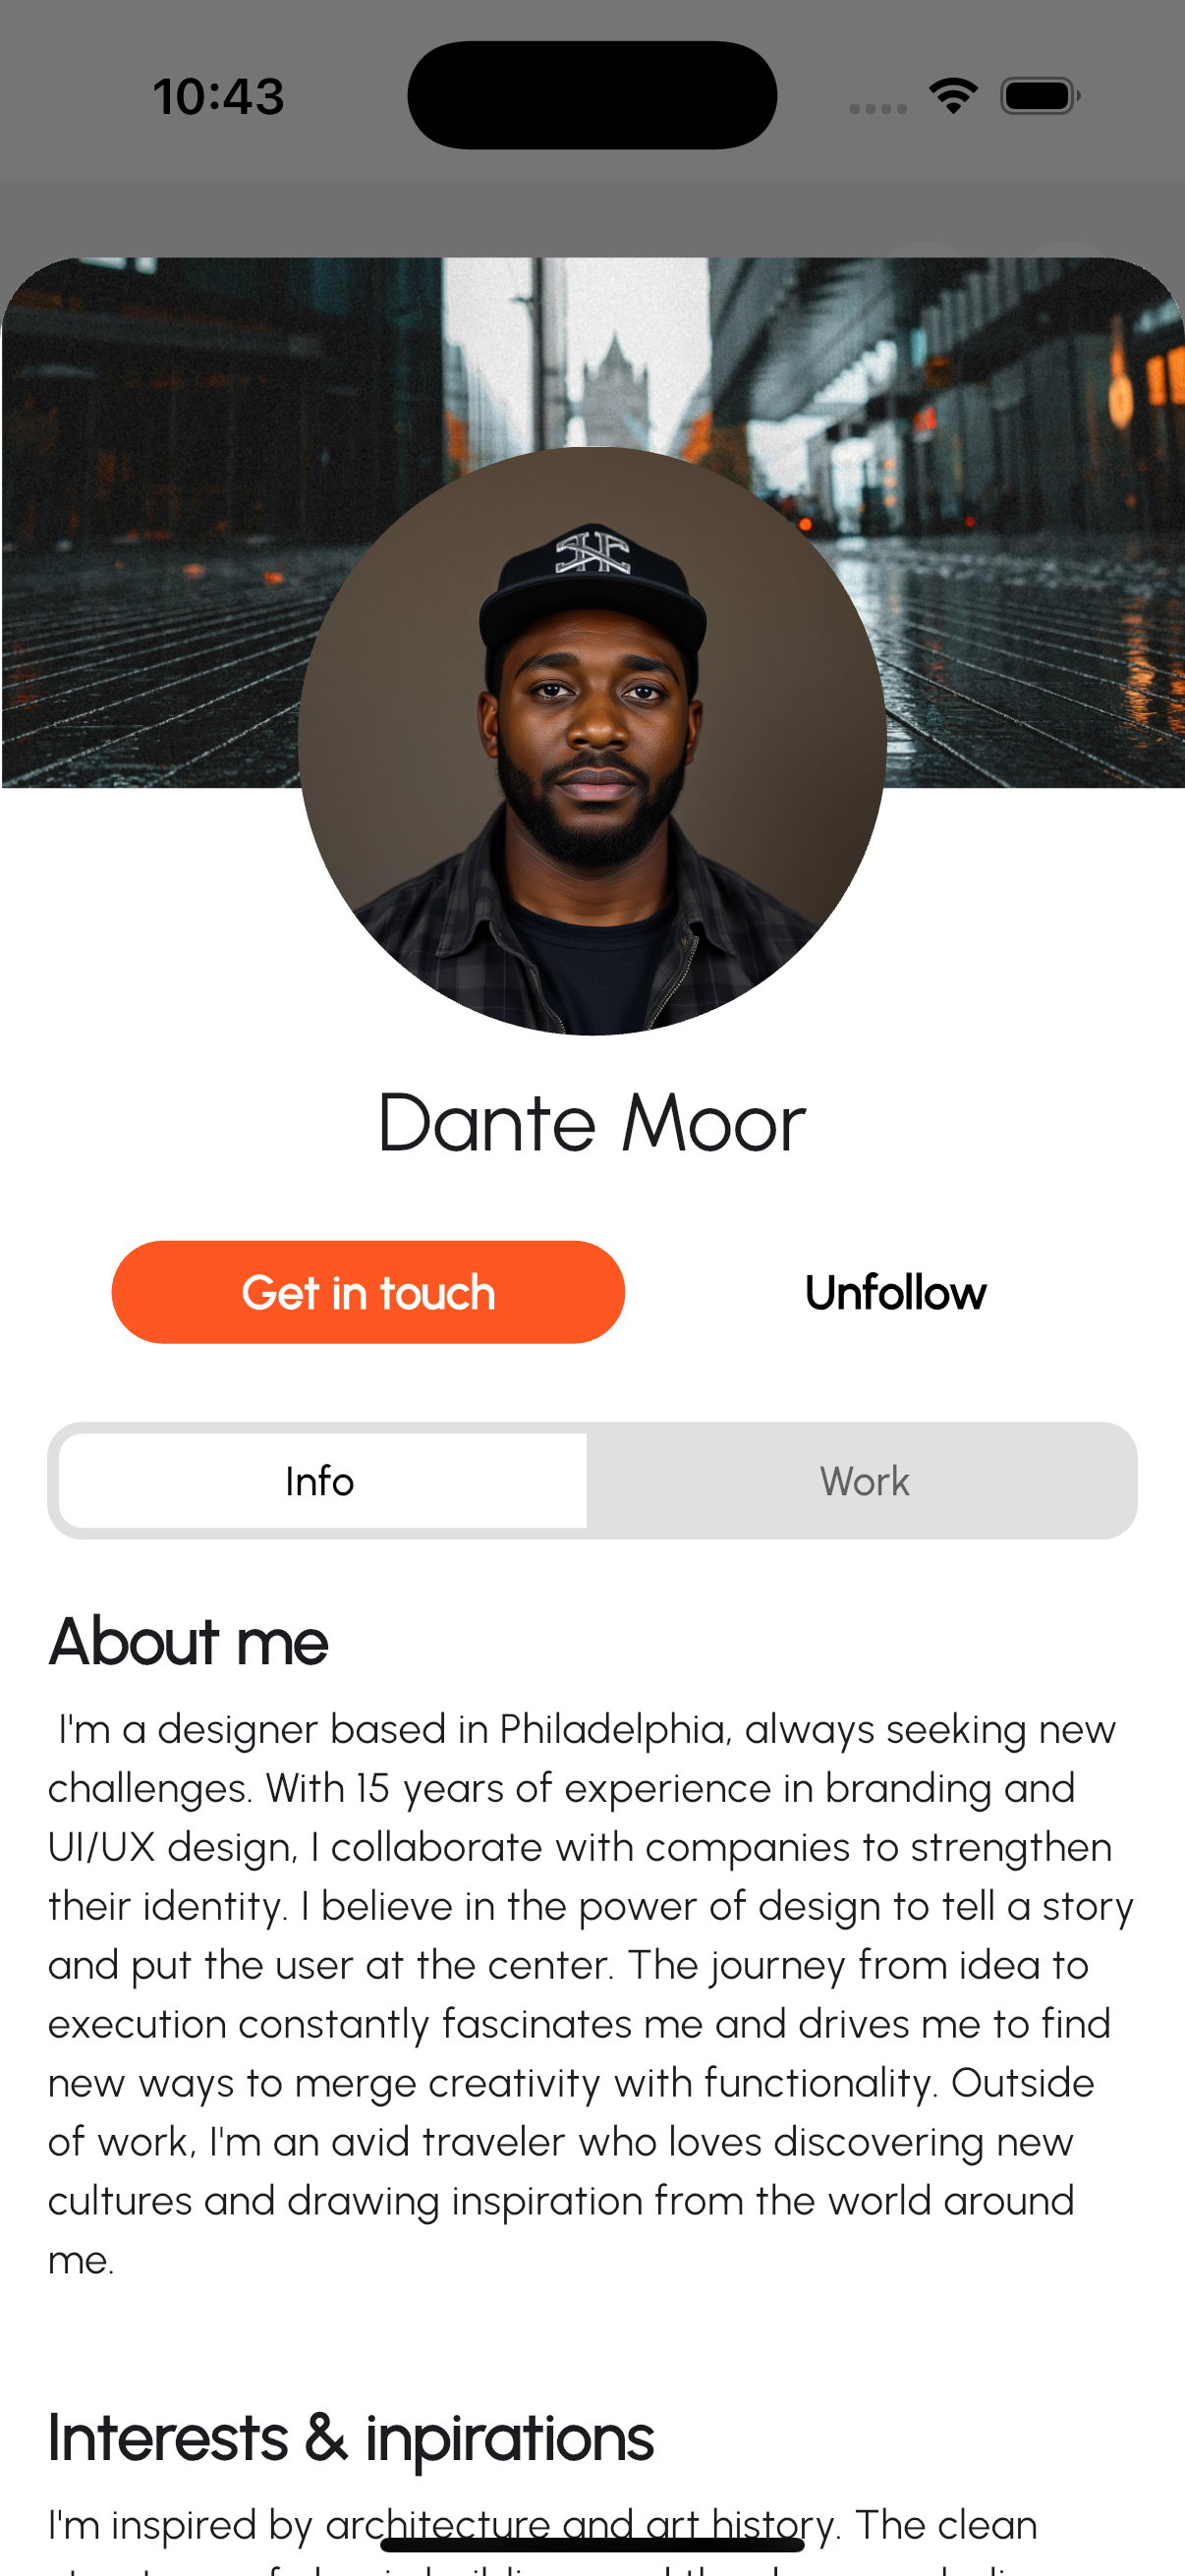 10:43
Dante Moor
Get in touch
Unfollow
Info
Work
About me
I'm a designer based in Philadelphia, always seeking new
challenges. With 15 years of experience in branding and
UI/UX design, I collaborate with companies to strengthen
their identity. I believe in the power of design to tell a story
and put the user at the center. The journey from idea to
execution constantly fascinates me and drives me to find
new ways to merge creativity with functionality. Outside
of work, I'm an avid traveler who loves discovering new
cultures and drawing inspiration from the world around
me.
Interests & inpirations
I'm inspired by architecture and art history. The clean